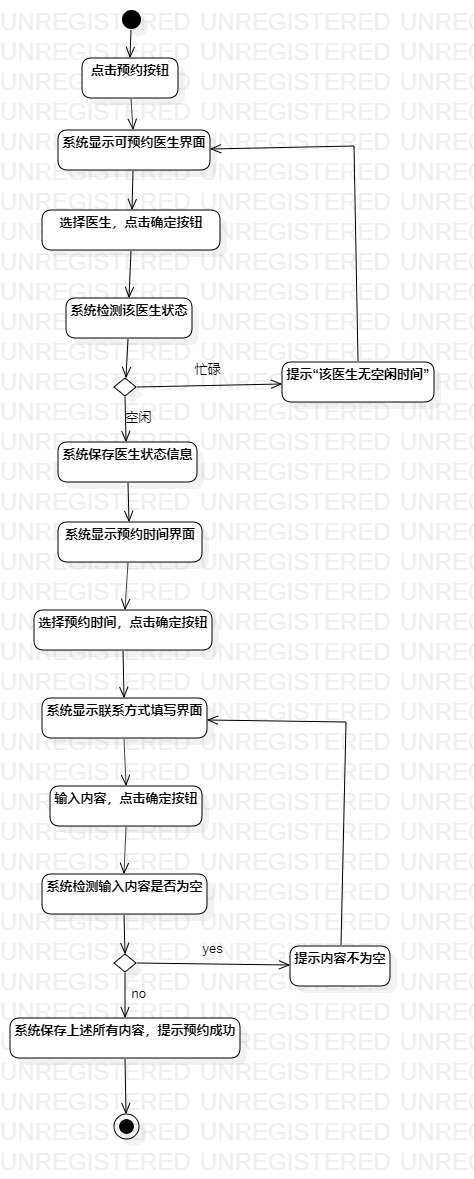 点击预约按钮
系统显示可预约医生界面
选择医生，点击确定按钮
系统检测该医生状态
忙碌
提示“该医生无空闲时间”
空闲
系统保存医生状态信息
系统显示预约时间界面
选择预约时间，点击确定按钮
系统显示联系方式填写界面
输入内容，点击确定按钮
系统检测输入内容是否为空
yes
提示内容不为空
no
系统保存上述所有内容，提示预约成功
UNREGISTERED